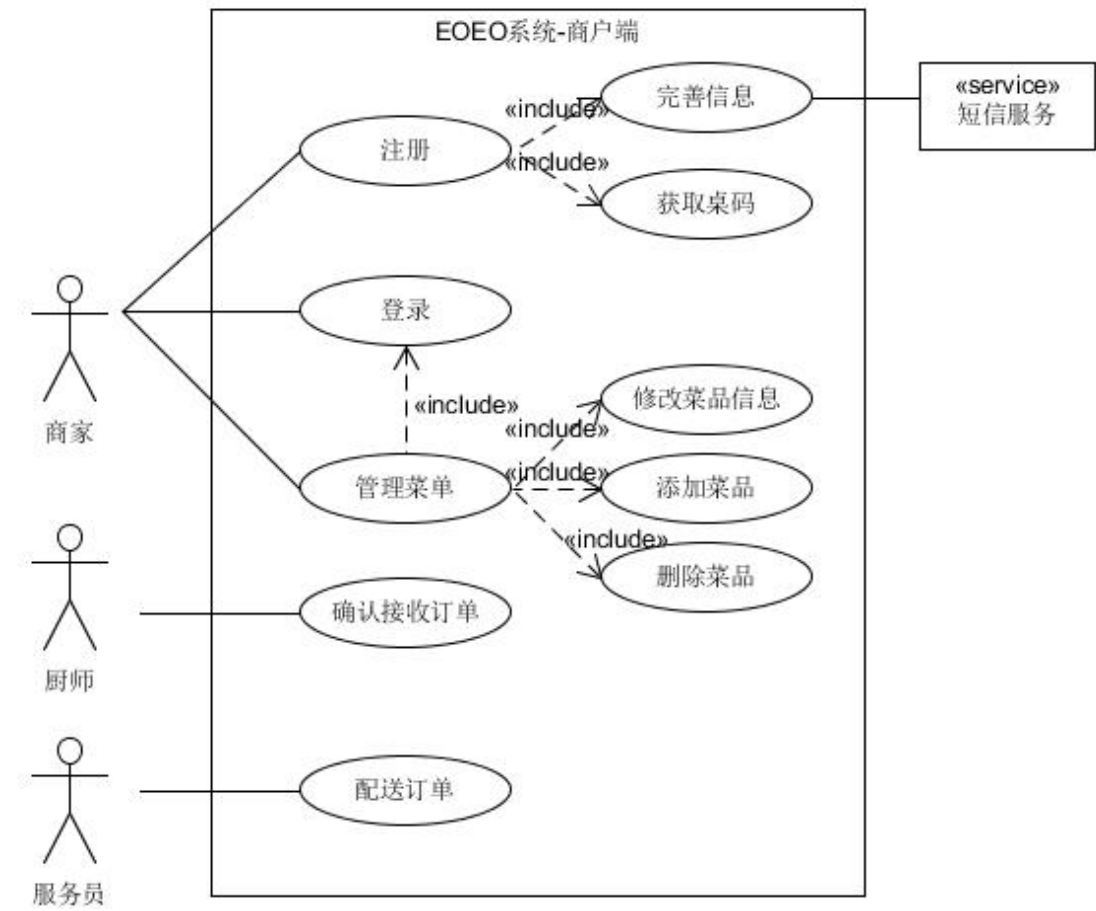 EOEO系统-商户端
完善信息
«service»
短信服务
«include»
注册
«include»
获取桌码
登录
商家
«include»
修改菜品信息
«include»
管理菜单
«include»
添加菜品
«include»
删除菜品
确认接收订单
厨师
配送订单
服务员